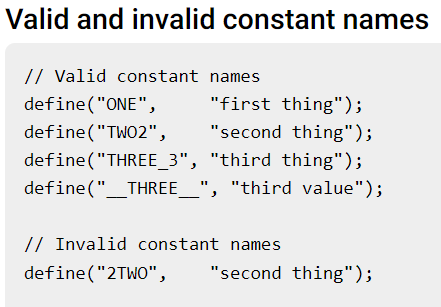 Valid and invalid constant names
// Valid constant names
define("ONE",     "first thing");
define("TWO2",    "second thing");
define("THREE_3", "third thing");
define("__THREE__", "third value");
// Invalid constant names
define("2TWO",    "second thing");